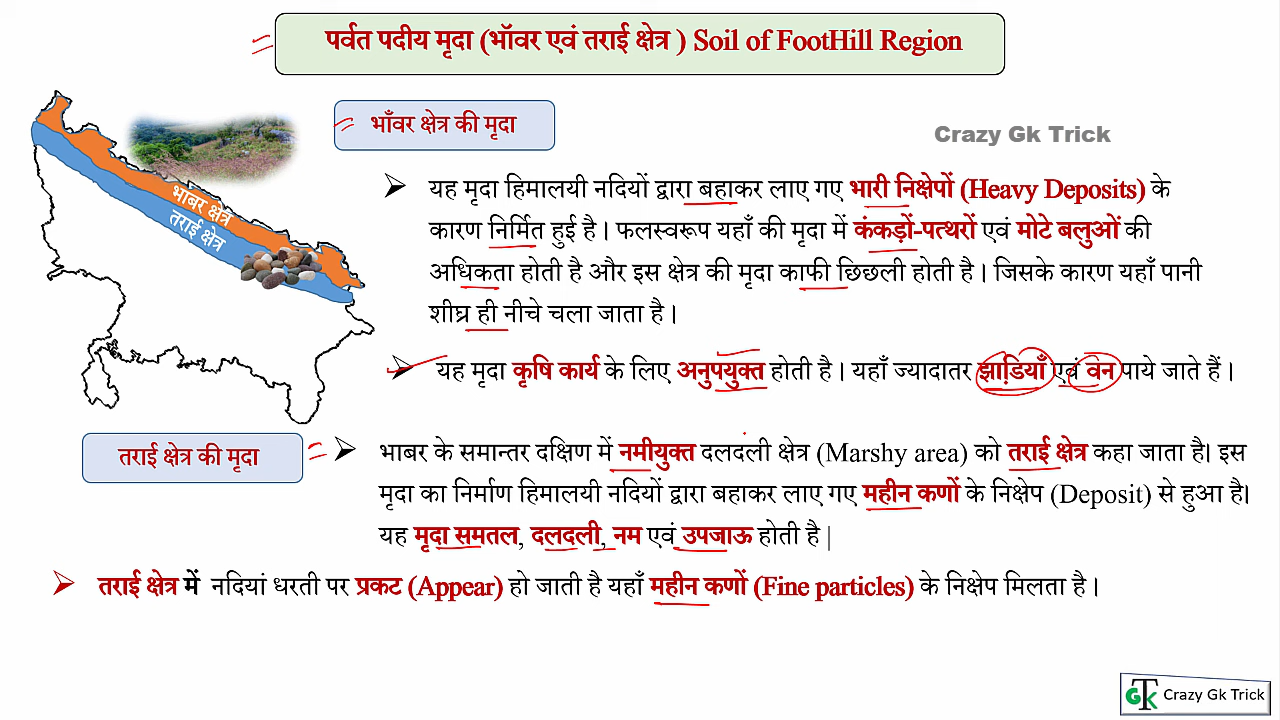 पर्वत पदीय मृदा (भॉवर एवं तराई क्षेत्र ) Soil of FootHill Region
भाँवर क्षेत्र की मृदा
Crazy Gk Trick
भाबर क्षेत्र
तराई क्षेत्र
यह मृदा हिमालयी नदियों द्वारा बहाकर लाए गए भारी निक्षेपों (Heavy Deposits) के
कारण निर्मित हुई है । फलस्वरूप यहाँ की मृदा में कंकड़ों-पत्थरों एवं मोटे बलुओं की
अधिकता होती है और इस क्षेत्र की मृदा काफी छिछली होती है । जिसके कारण यहाँ पानी
शीघ्र ही नीचे चला जाता है ।
यह मृदा कृषि कार्य के लिए अनुपयुक्त होती है । यहाँ ज्यादातर झाडि़याँ एवं वन पाये जाते हैं ।
तराई क्षेत्र की मृदा
भाबर के समान्तर दक्षिण में नमीयुक्त दलदली क्षेत्र (Marshy area) को तराई क्षेत्र कहा जाता है। इस
मृदा का निर्माण हिमालयी नदियों द्वारा बहाकर लाए गए महीन कणों के निक्षेप (Deposit) से हुआ है।
यह मृदा समतल, दलदली, नम एवं उपजाऊ होती है |
तराई क्षेत्र में नदियां धरती पर प्रकट (Appear) हो जाती है यहाँ महीन कणों (Fine particles) के निक्षेप मिलता है ।
GTK Crazy Gk Trick